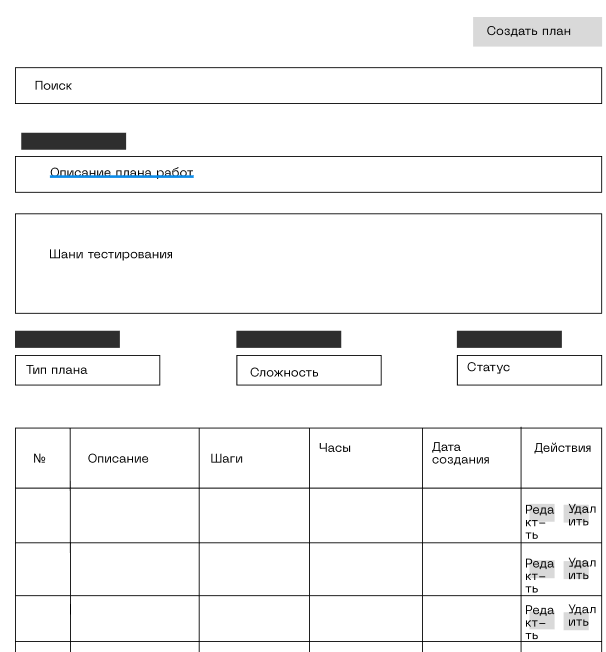 Создать план
Поиск
Описание плана работ
Шани тестирования
Тип плана
Сложность
Статус
№
Описание
Шаги
Часы
Дата
создания
Действия
Реда
кт–
ть
Удал
ить
Реда
кт–
ть
Удал
ить
Реда
кт–
ть
Удал
ить